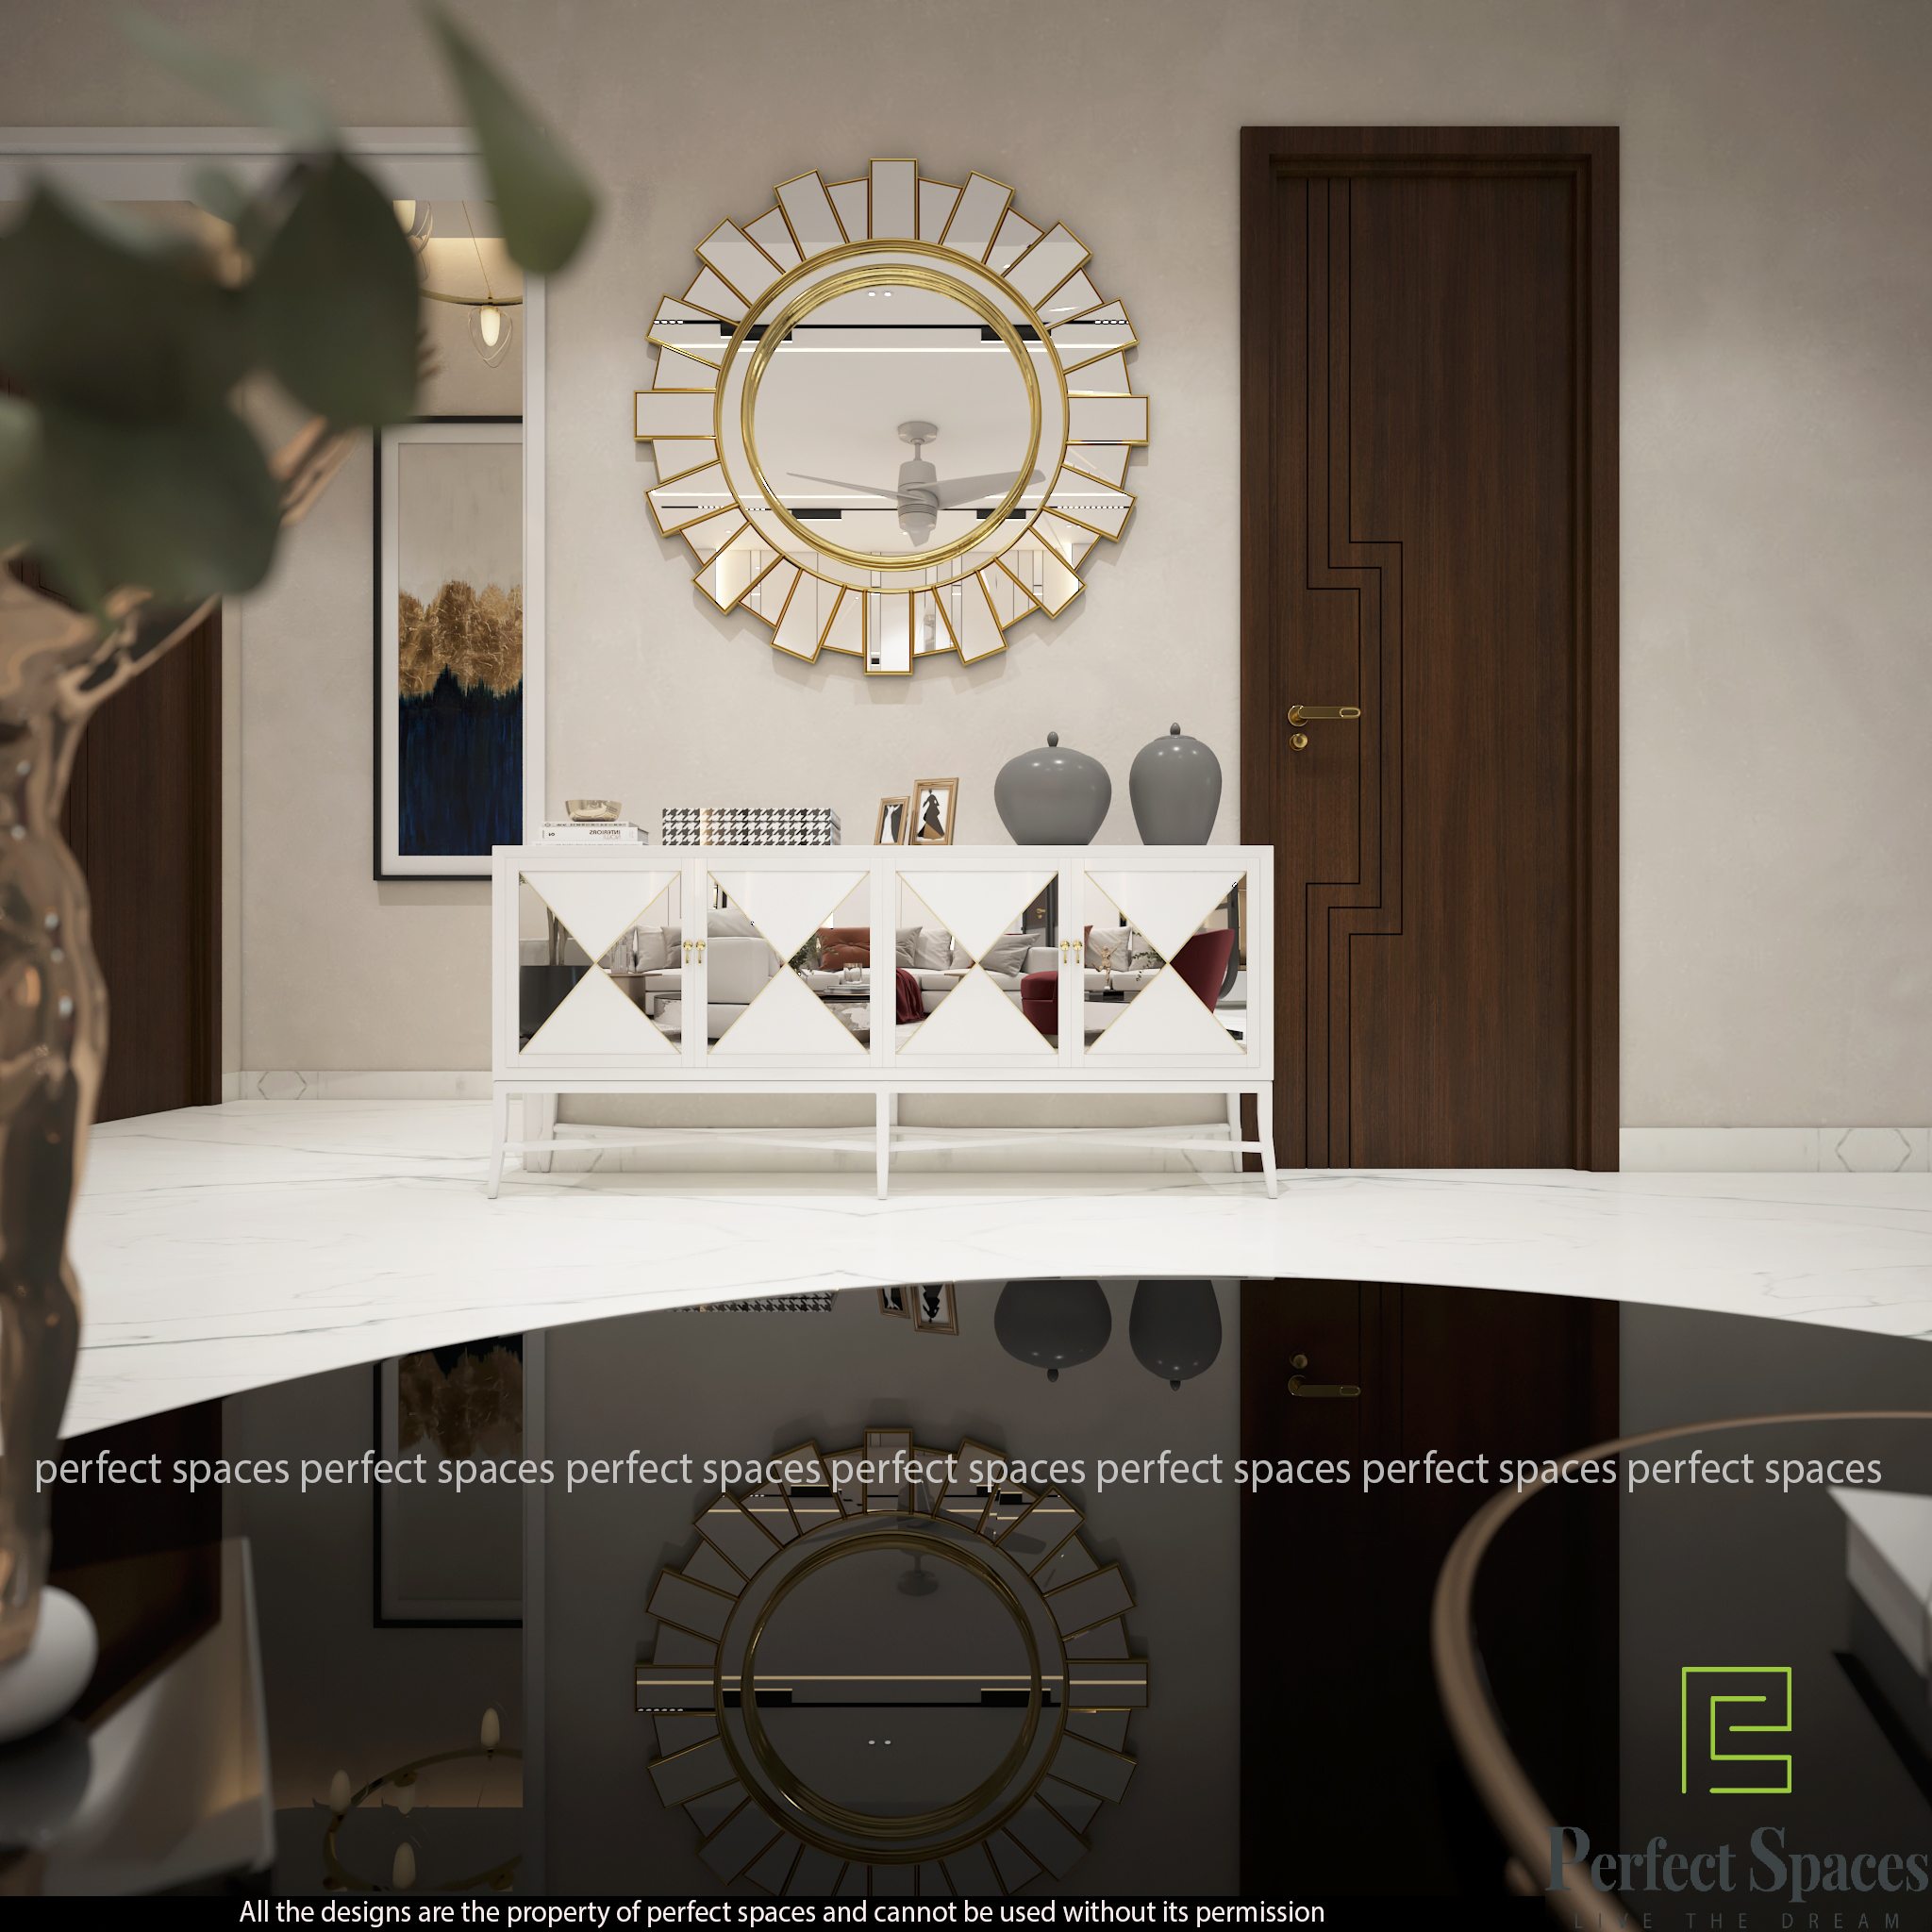 INTERIORS
perfect spaces perfect spaces perfect spaces perfect spaces perfect spaces perfect spaces perfect spaces
Perfect Spaces
LIVE THE DREAM
All the designs are the property of perfect spaces and cannot be used without its permission